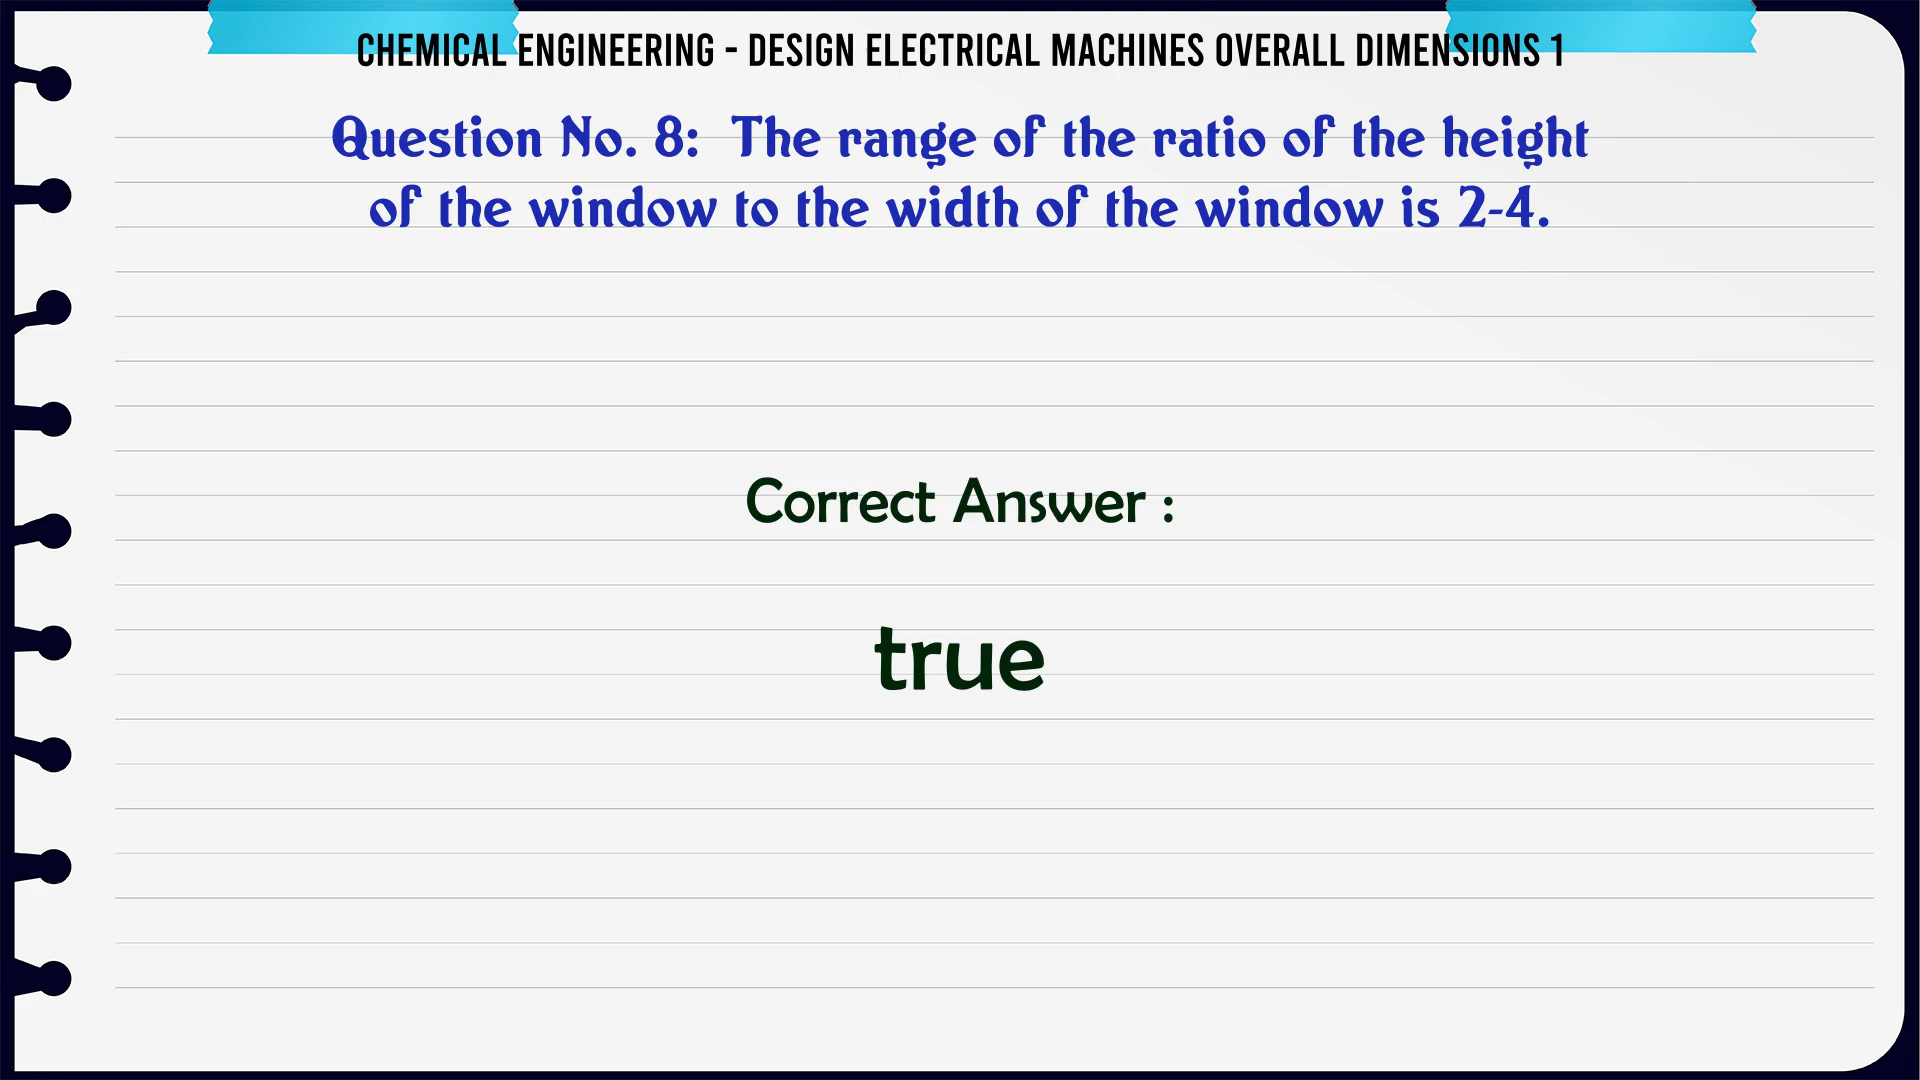 CHEMICAL ENGINEERING - DESIGN ELECTRICAL MACHINES OVERALL DIMENSIONS 1
Question No. 8: The range of the ratio of the height
of the window to the width of the window is 2-4.
Correct Answer :
true